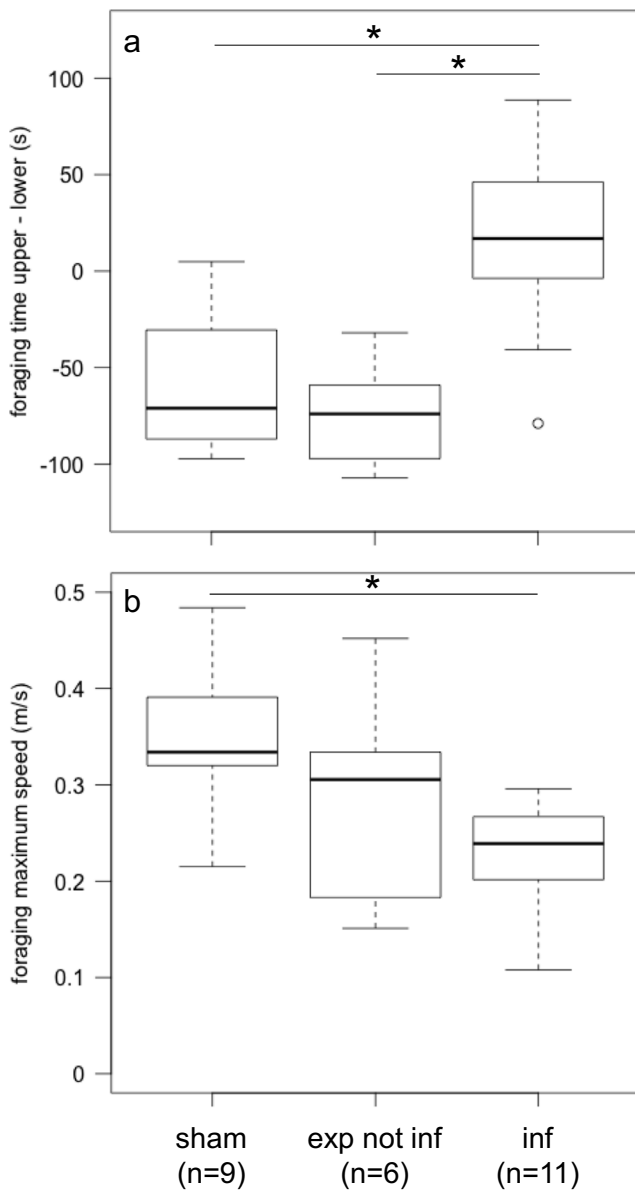 a
*
*
100
50
0
-50
-100
foraging time upper - lower (s)
b
*
0.5
0.4
0.3
0.2
0.1
0
foraging maximum speed (m/s)
sham exp not inf inf
(n=9) (n=6) (n=11)